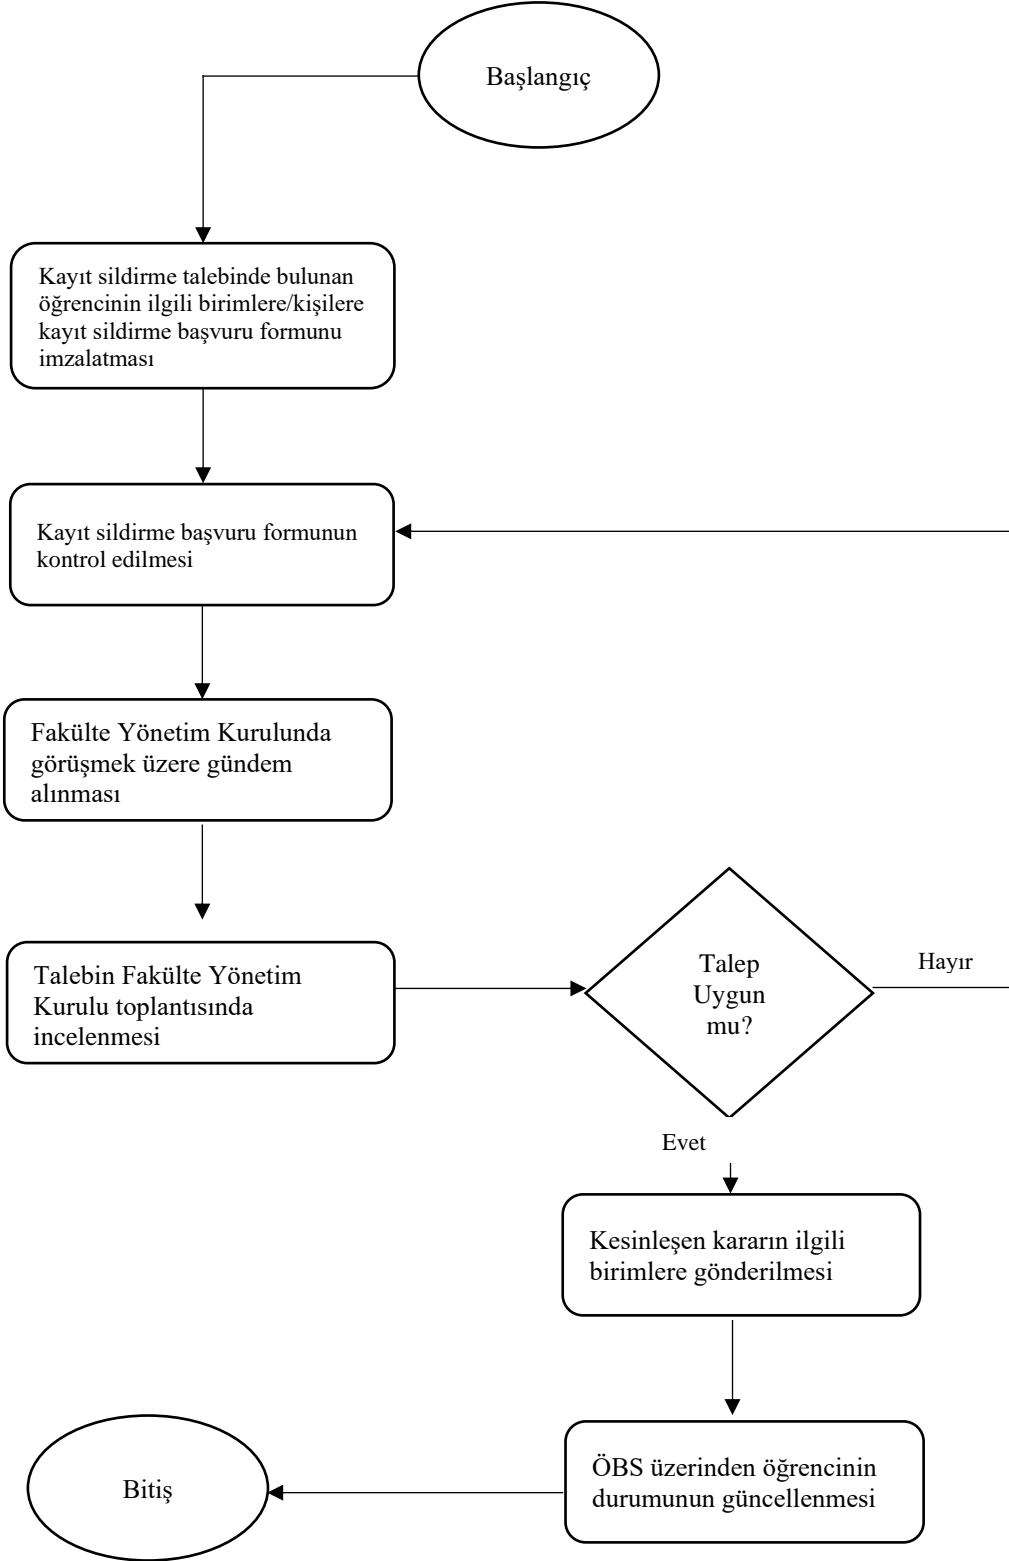 Başlangıç
Kayıt sildirme talebinde bulunan
öğrencinin ilgili birimlere/kişilere
kayıt sildirme başvuru formunu
imzalatması
Kayıt sildirme başvuru formunun
kontrol edilmesi
Fakülte Yönetim Kurulunda
görüşmek üzere gündem
alınması
Talebin Fakülte Yönetim
Kurulu toplantısında
incelenmesi
Talep
Uygun
mu?
Hayır
Evet
Kesinleşen kararın ilgili
birimlere gönderilmesi
ÖBS üzerinden öğrencinin
durumunun güncellenmesi
Bitiş